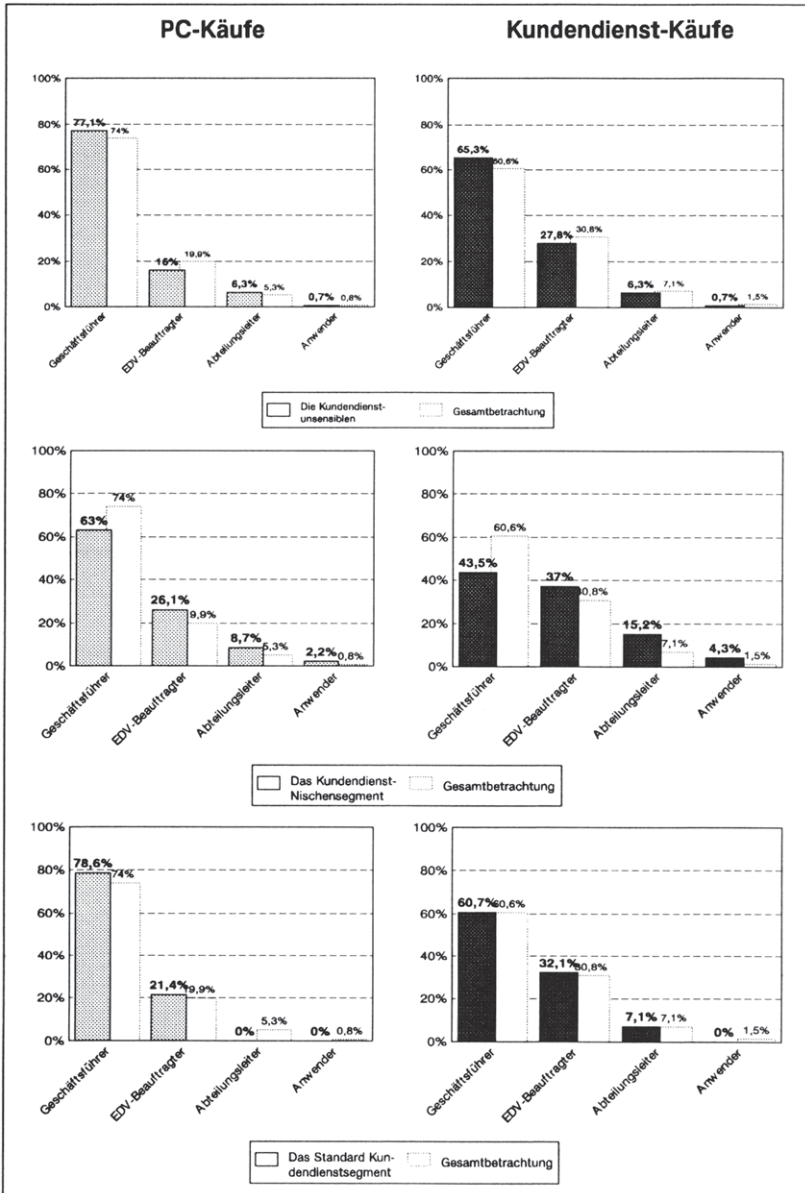 PC-Käufe
Kundendienst-Käufe
100%
80%
60%
40%
20%
0%
77,1%
74%
16%
19,9%
6,3%
5,3%
0,7%
0,8%
Geschäftsführer
EDV-Beauftragter
Abteilungsleiter
Anwender
100%
80%
60%
40%
20%
0%
65,3%
60,6%
27,8%
30,8%
6,3%
7,1%
0,7%
1,5%
Geschäftsführer
EDV-Beauftragter
Abteilungsleiter
Anwender
Die Kundendienst-
unsensiblen
Gesamtbetrachtung
100%
80%
60%
40%
20%
0%
63%
74%
26,1%
9,9%
8,7%
5,3%
2,2%
0,8%
Geschäftsführer
EDV-Beauftragter
Abteilungsleiter
Anwender
100%
80%
60%
40%
20%
0%
43,5%
60,6%
37%
30,8%
15,2%
7,1%
4,3%
1,5%
Geschäftsführer
EDV-Beauftragter
Abteilungsleiter
Anwender
Das Kundendienst-
Nischensegment
Gesamtbetrachtung
100%
80%
60%
40%
20%
0%
78,6%
74%
21,4%
19,9%
0%
5,3%
0%
0,8%
Geschäftsführer
EDV-Beauftragter
Abteilungsleiter
Anwender
100%
80%
60%
40%
20%
0%
60,7%
60,6%
32,1%
30,8%
7,1%
7,1%
0%
1,5%
Geschäftsführer
EDV-Beauftragter
Abteilungsleiter
Anwender
Das Standard Kun-
dendienstsegment
Gesamtbetrachtung